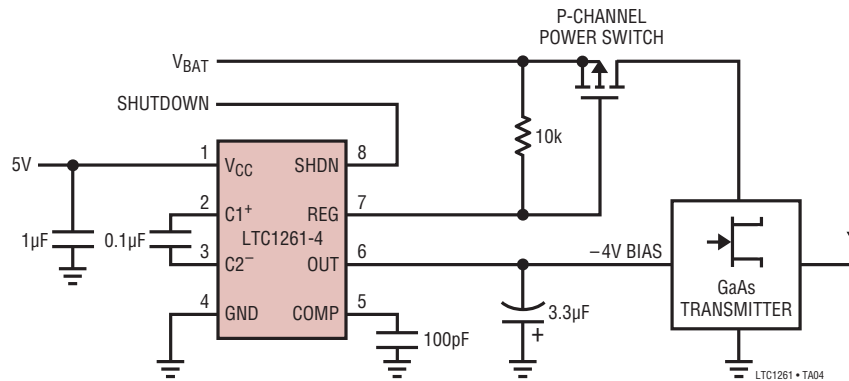 P-CHANNEL
POWER SWITCH
VBAT
SHUTDOWN
10k
5V
1
VCC
SHDN
8
2
C1+
REG
7
1µF
0.1µF
LTC1261-4
3
C2–
OUT
6
–4V BIAS
4
GND
COMP
5
100pF
3.3µF
+
GaAs
TRANSMITTER
LTC1261 • TA04